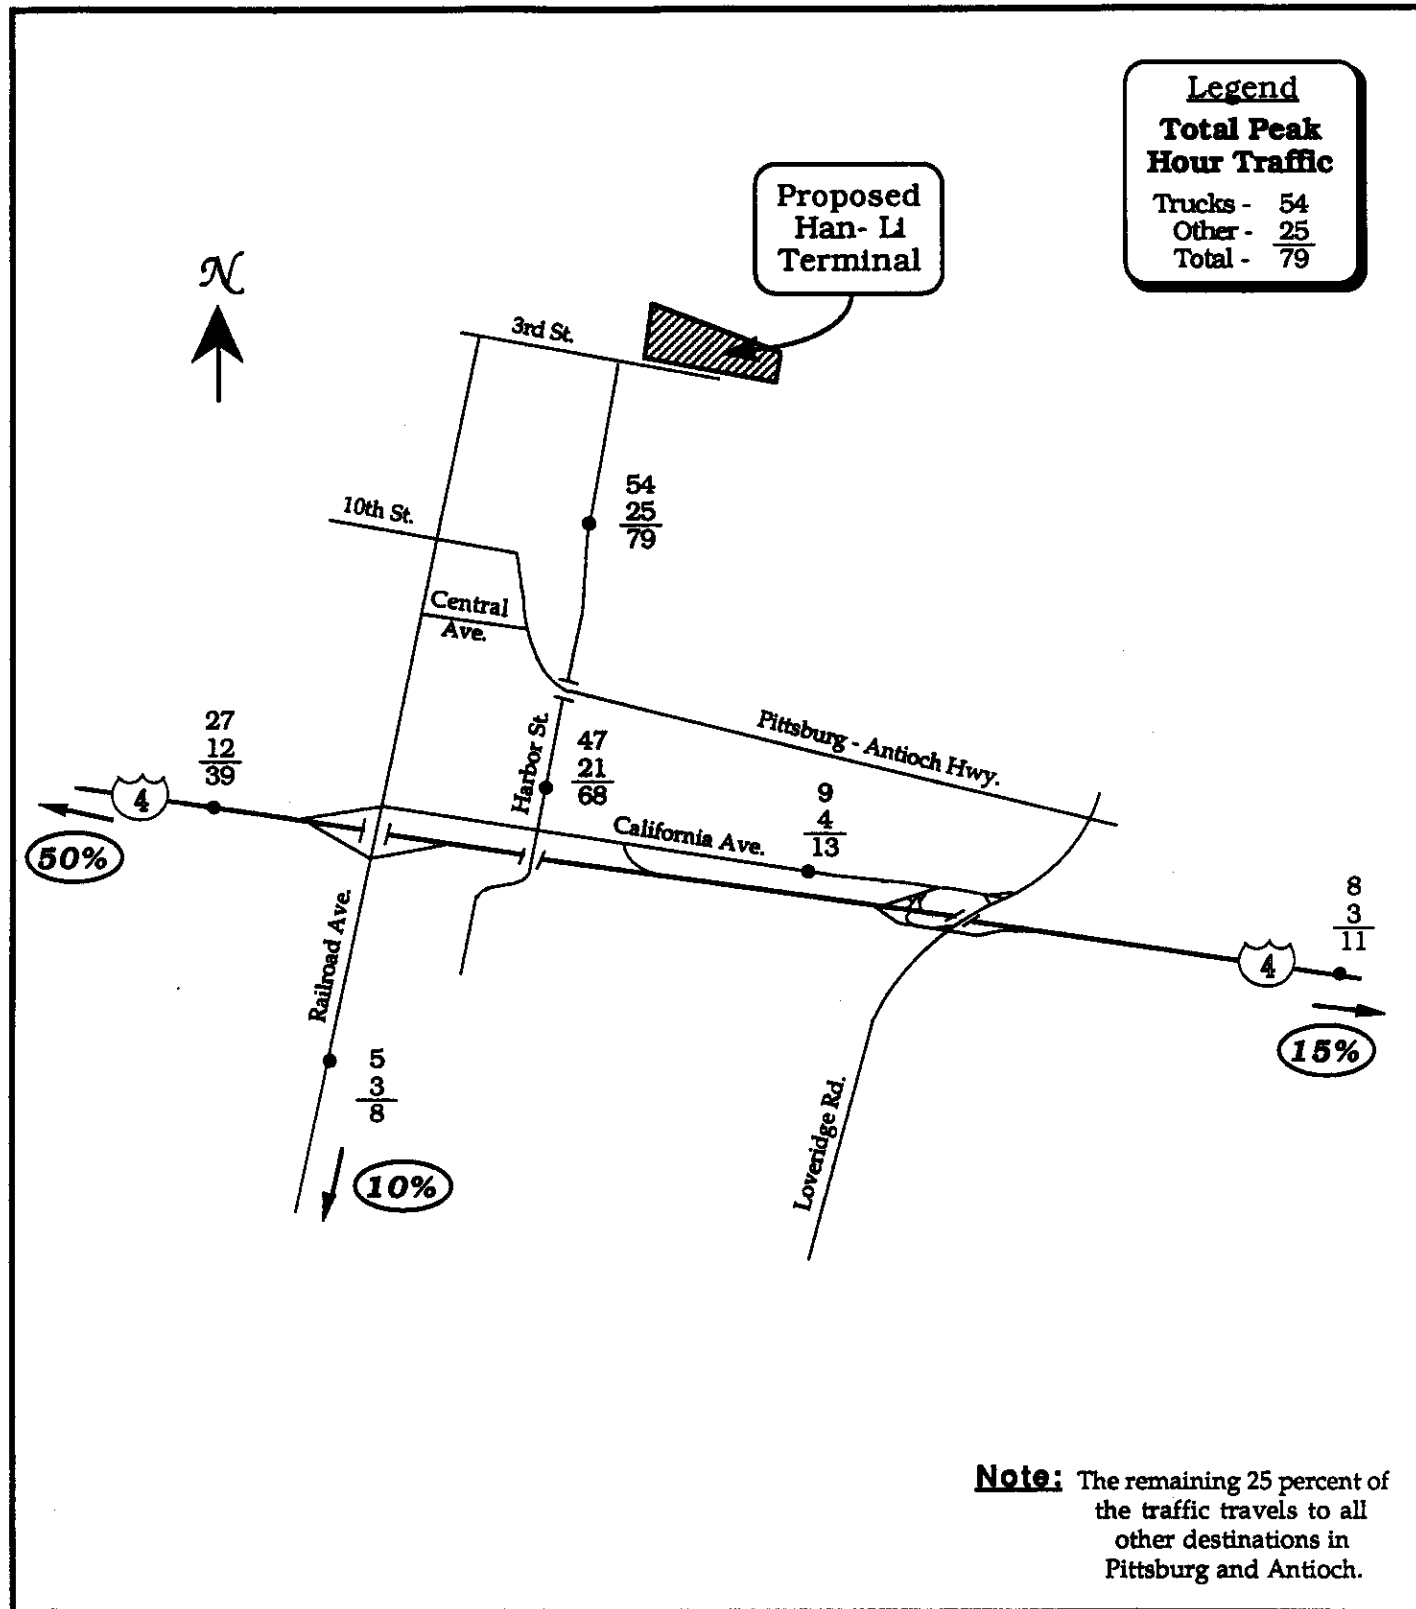 Legend
Total Peak
Hour Traffic
Trucks - 54
Other - 25
Total - 79
Proposed
Han- Li
Terminal
N
3rd St.
54
25
79
10th St.
Central
Ave.
Pittsburg - Antioch Hwy.
Harbor St.
27
12
39
47
21
68
9
4
13
4
50%
California Ave.
8
3
11
4
15%
Railroad Ave.
5
3
8
10%
Loveridge Rd.
Note: The remaining 25 percent of
the traffic travels to all
other destinations in
Pittsburg and Antioch.